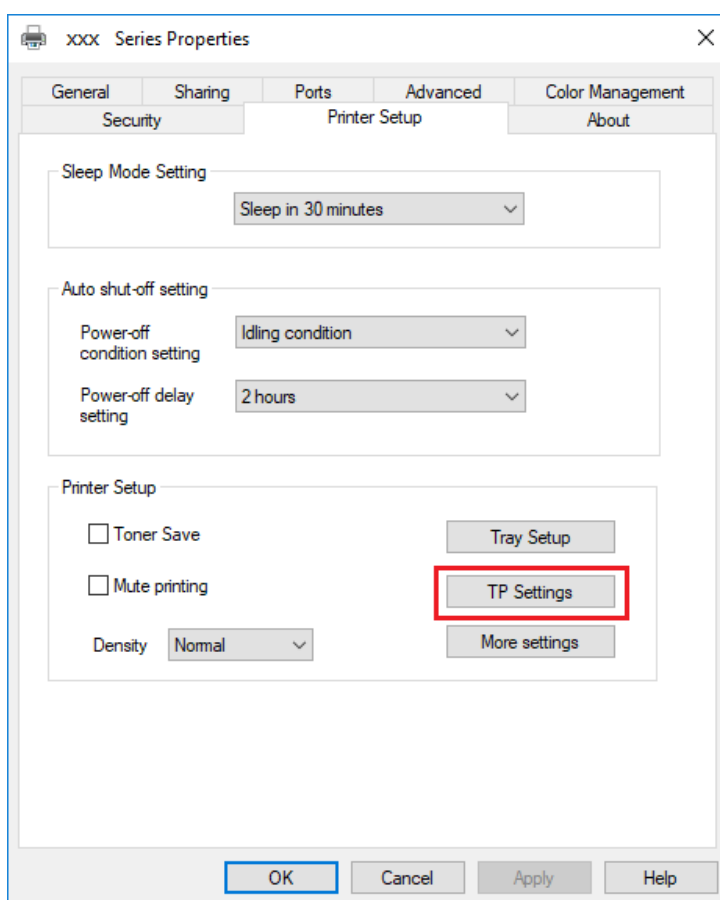 xxx Series Properties
General Sharing Ports Advanced Color Management
Security Printer Setup About
Sleep Mode Setting
Sleep in 30 minutes
Auto shut-off setting
Power-off
condition setting
Idling condition
Power-off delay
setting
2 hours
Printer Setup
Toner Save
Tray Setup
Mute printing
TP Settings
Density
Normal
More settings
OK Cancel Apply Help